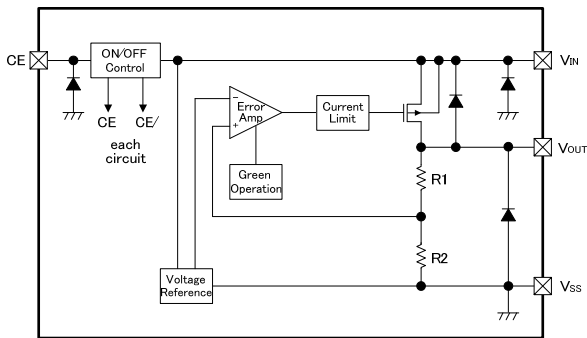 CE
ON/OFF
Control
VIN
CE
CE/
each
circuit
−
Error
Amp
+
Current
Limit
Green
Operation
VOUT
R1
R2
Voltage
Reference
VSS